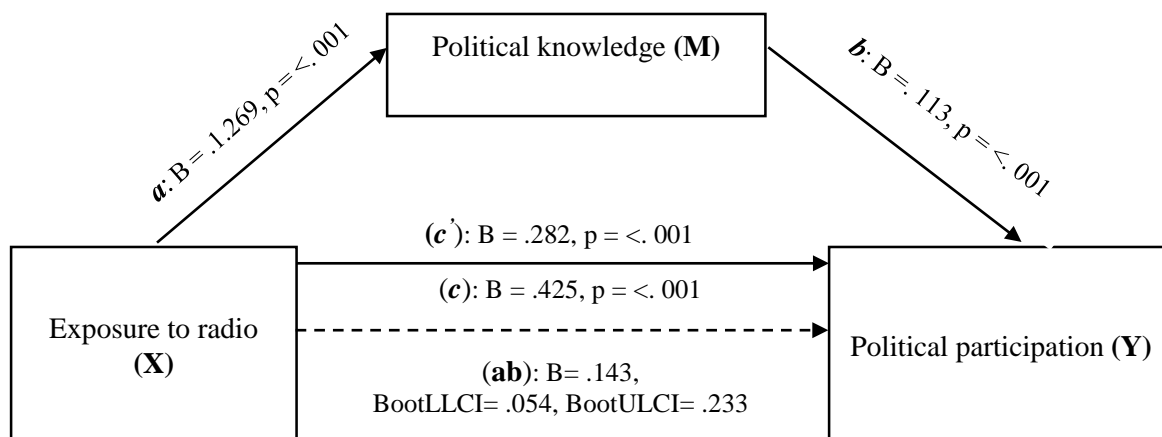 Political knowledge (M)
a: B = .1.269, p = <. 001
b: B = . 113, p = <. 001
(c’): B = .282, p = <. 001
(c): B = .425, p = <. 001
Exposure to radio
(X)
Political participation (Y)
(ab): B= .143,
BootLLCI= .054, BootULCI= .233